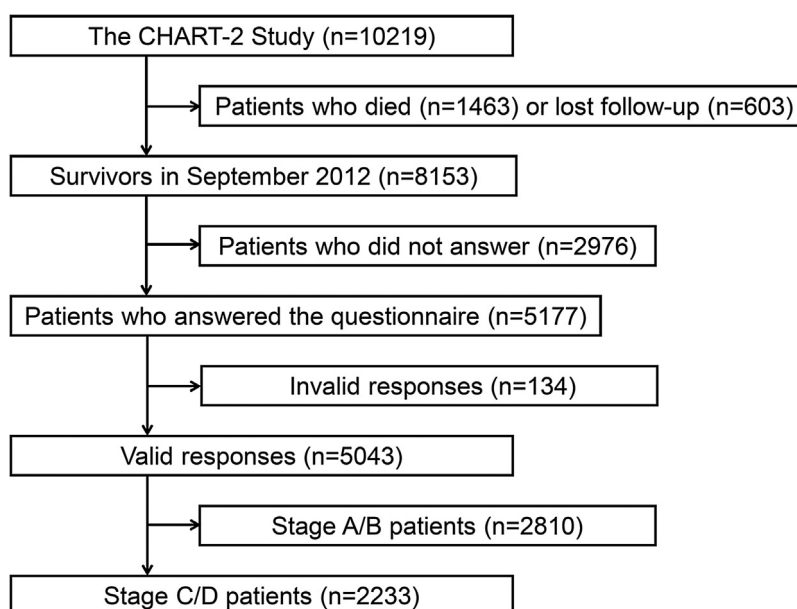 The CHART-2 Study (n=10219)
Patients who died (n=1463) or lost follow-up (n=603)
Survivors in September 2012 (n=8153)
Patients who did not answer (n=2976)
Patients who answered the questionnaire (n=5177)
Invalid responses (n=134)
Valid responses (n=5043)
Stage A/B patients (n=2810)
Stage C/D patients (n=2233)